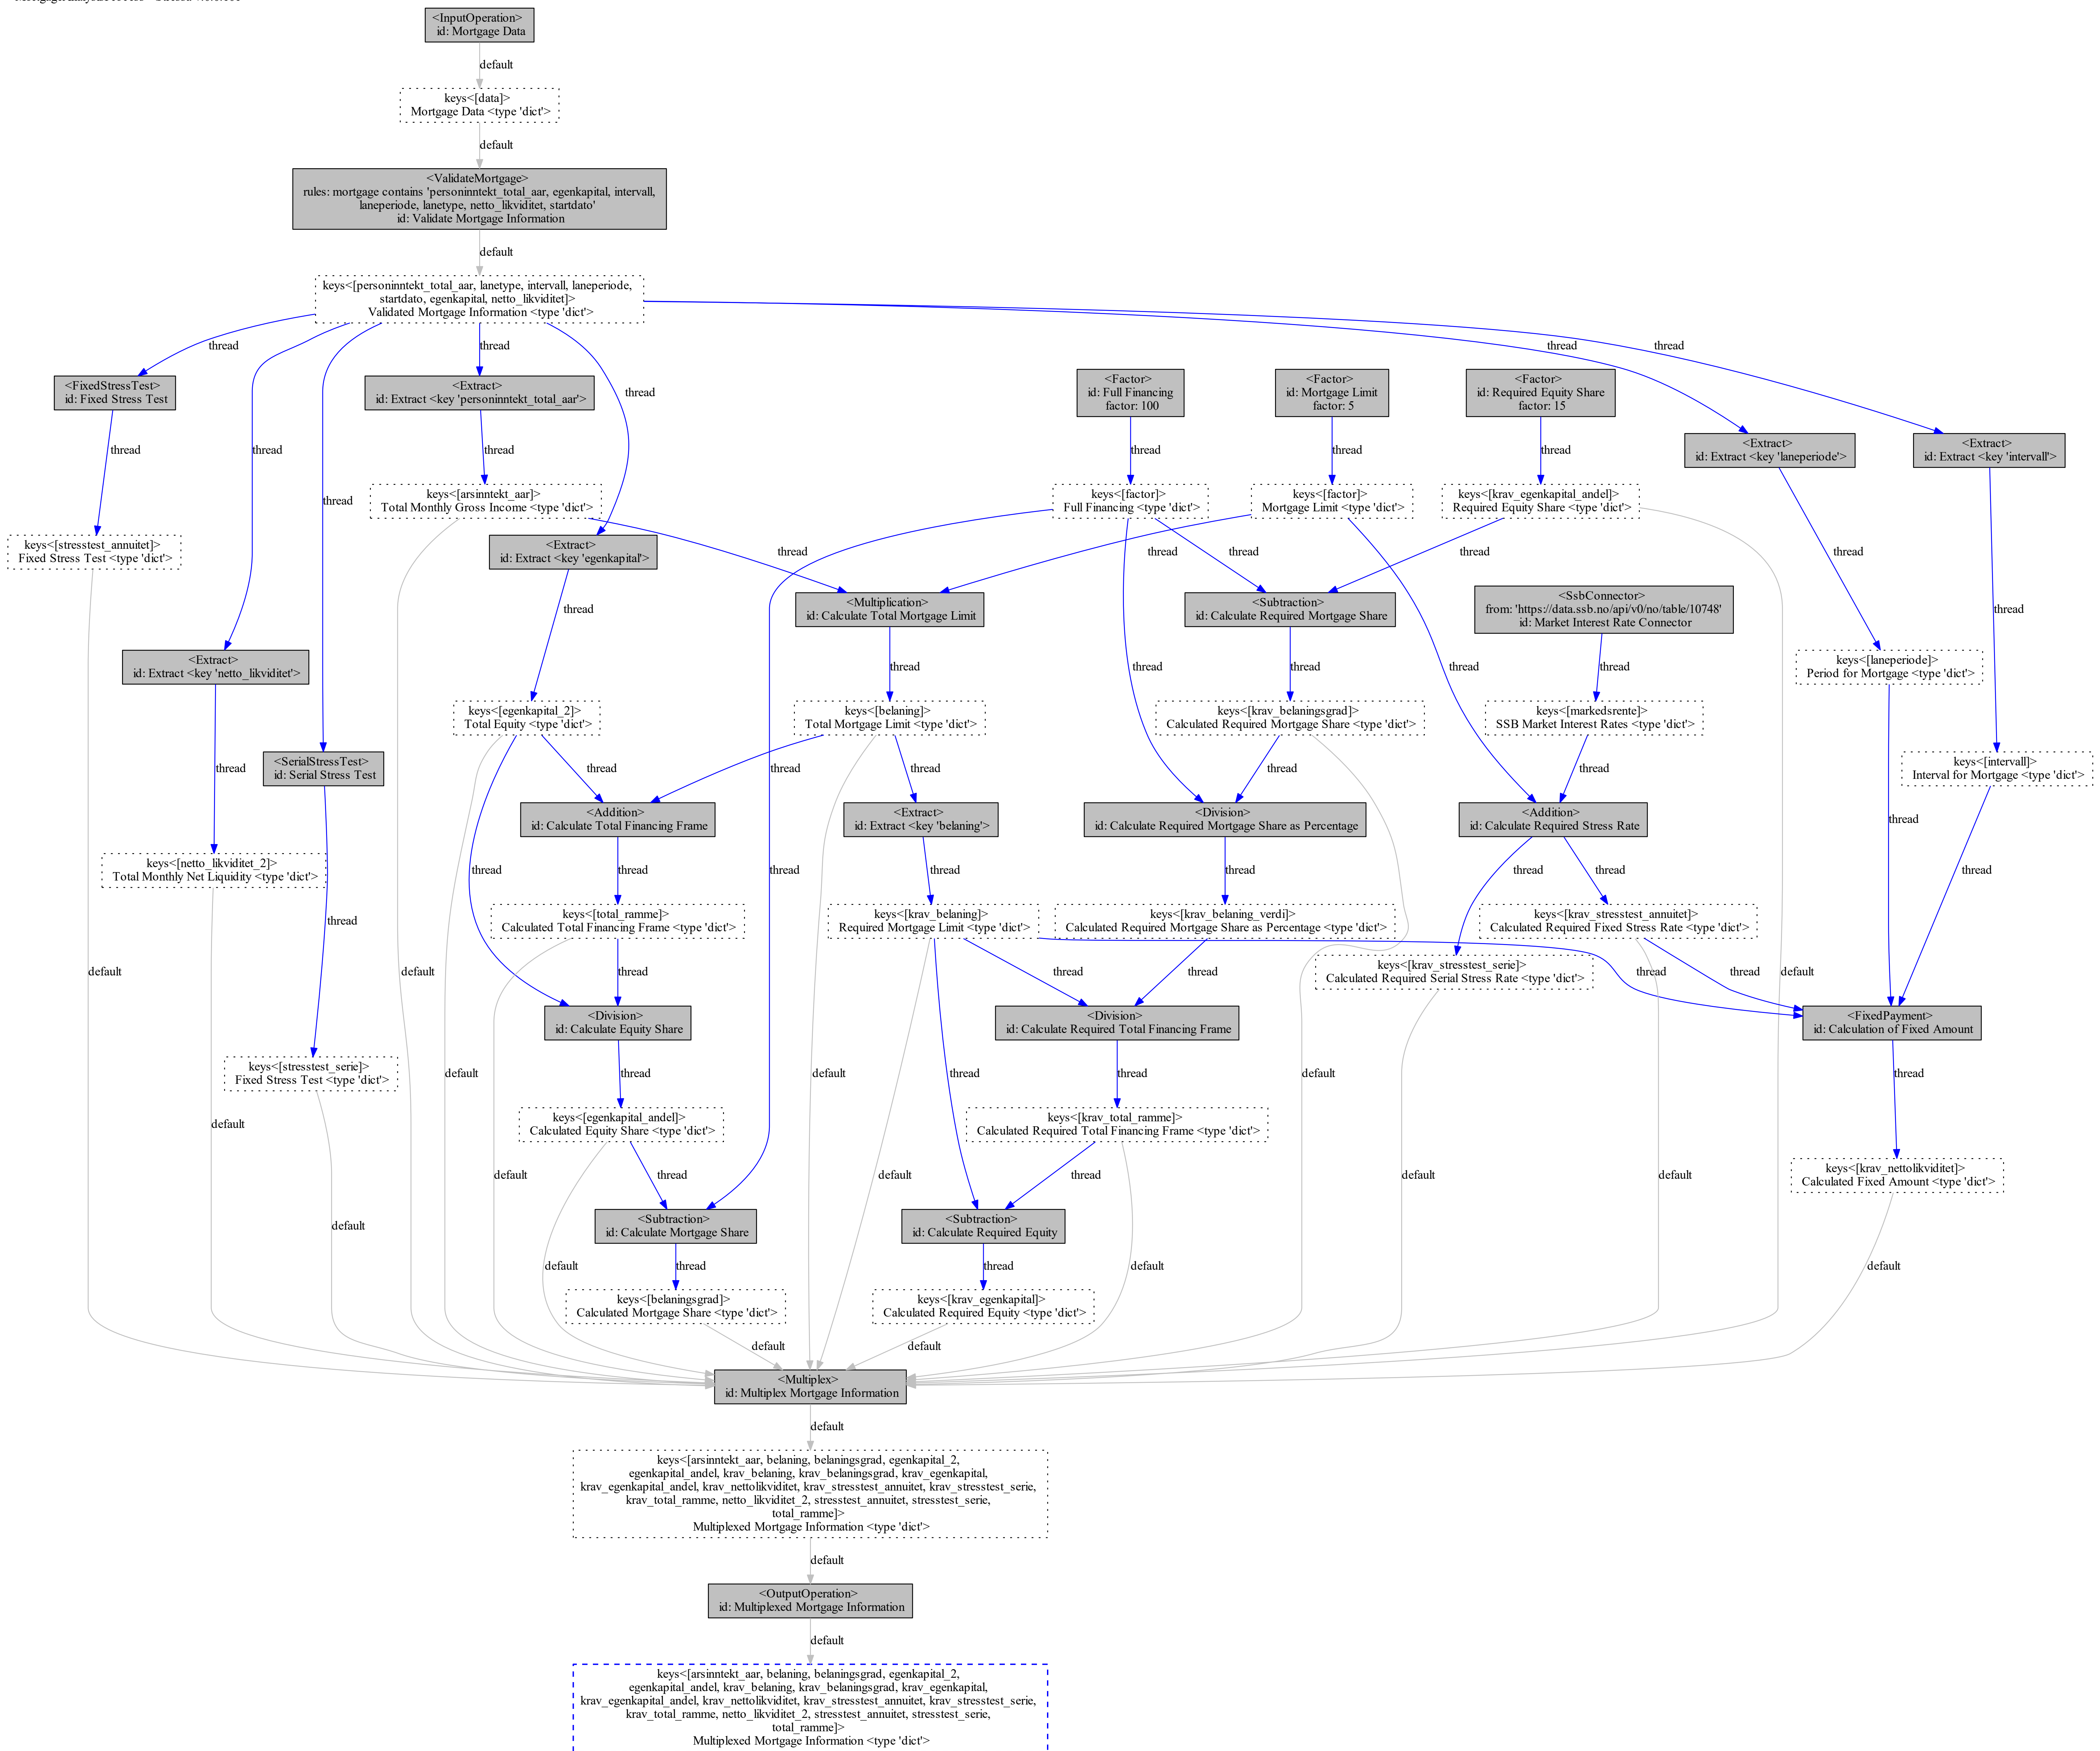 <InputOperation>
id: Mortgage Data
default
keys<[data]>
Mortgage Data <type 'dict'>
default
<ValidateMortgage>
rules: mortgage contains 'personinntekt_total_aar, egenkapital, intervall,
laneperiode, lanetype, netto_likviditet, startdato'
id: Validate Mortgage Information
default
keys<[personinntekt_total_aar, lanetype, intervall, laneperiode,
startdato, egenkapital, netto_likviditet]>
Validated Mortgage Information <type 'dict'>
thread
thread
thread
thread
<FixedStressTest>
id: Fixed Stress Test
<Extract>
id: Extract <key 'personinntekt_total_aar'>
thread
<Factor>
id: Full Financing
factor: 100
<Factor>
id: Mortgage Limit
factor: 5
<Factor>
id: Required Equity Share
factor: 15
thread
thread
thread
thread
thread
thread
<Extract>
id: Extract <key 'laneperiode'>
<Extract>
id: Extract <key 'intervall'>
thread
keys<[arsinntekt_aar]>
Total Monthly Gross Income <type 'dict'>
keys<[factor]>
Full Financing <type 'dict'>
keys<[factor]>
Mortgage Limit <type 'dict'>
keys<[krav_egenkapital_andel]>
Required Equity Share <type 'dict'>
keys<[stresstest_annuitet]>
Fixed Stress Test <type 'dict'>
<Extract>
id: Extract <key 'egenkapital'>
thread
thread
thread
thread
thread
<Multiplication>
id: Calculate Total Mortgage Limit
<Subtraction>
id: Calculate Required Mortgage Share
<SsbConnector>
from: 'https://data.ssb.no/api/v0/no/table/10748'
id: Market Interest Rate Connector
thread
thread
<Extract>
id: Extract <key 'netto_likviditet'>
thread
thread
thread
thread
thread
keys<[laneperiode]>
Period for Mortgage <type 'dict'>
keys<[egenkapital_2]>
Total Equity <type 'dict'>
keys<[belaning]>
Total Mortgage Limit <type 'dict'>
keys<[krav_belaningsgrad]>
Calculated Required Mortgage Share <type 'dict'>
keys<[markedsrente]>
SSB Market Interest Rates <type 'dict'>
<SerialStressTest>
id: Serial Stress Test
thread
thread
thread
thread
thread
thread
keys<[intervall]>
Interval for Mortgage <type 'dict'>
<Addition>
id: Calculate Total Financing Frame
<Extract>
id: Extract <key 'belaning'>
<Division>
id: Calculate Required Mortgage Share as Percentage
<Addition>
id: Calculate Required Stress Rate
thread
keys<[netto_likviditet_2]>
Total Monthly Net Liquidity <type 'dict'>
thread
thread
thread
thread
thread
thread
thread
thread
thread
keys<[total_ramme]>
Calculated Total Financing Frame <type 'dict'>
keys<[krav_belaning]>
Required Mortgage Limit <type 'dict'>
keys<[krav_belaning_verdi]>
Calculated Required Mortgage Share as Percentage <type 'dict'>
keys<[krav_stresstest_annuitet]>
Calculated Required Fixed Stress Rate <type 'dict'>
default
default
thread
thread
thread
keys<[krav_stresstest_serie]>
Calculated Required Serial Stress Rate <type 'dict'>
thread
thread
default
<Division>
id: Calculate Equity Share
<Division>
id: Calculate Required Total Financing Frame
<FixedPayment>
id: Calculation of Fixed Amount
keys<[stresstest_serie]>
Fixed Stress Test <type 'dict'>
default
thread
default
thread
thread
default
thread
default
keys<[egenkapital_andel]>
Calculated Equity Share <type 'dict'>
keys<[krav_total_ramme]>
Calculated Required Total Financing Frame <type 'dict'>
default
thread
default
thread
default
default
keys<[krav_nettolikviditet]>
Calculated Fixed Amount <type 'dict'>
default
<Subtraction>
id: Calculate Mortgage Share
<Subtraction>
id: Calculate Required Equity
default
thread
thread
default
default
keys<[belaningsgrad]>
Calculated Mortgage Share <type 'dict'>
keys<[krav_egenkapital]>
Calculated Required Equity <type 'dict'>
default
default
<Multiplex>
id: Multiplex Mortgage Information
default
keys<[arsinntekt_aar, belaning, belaningsgrad, egenkapital_2,
egenkapital_andel, krav_belaning, krav_belaningsgrad, krav_egenkapital,
krav_egenkapital_andel, krav_nettolikviditet, krav_stresstest_annuitet, krav_stresstest_serie,
krav_total_ramme, netto_likviditet_2, stresstest_annuitet, stresstest_serie,
total_ramme]>
Multiplexed Mortgage Information <type 'dict'>
default
<OutputOperation>
id: Multiplexed Mortgage Information
default
keys<[arsinntekt_aar, belaning, belaningsgrad, egenkapital_2,
egenkapital_andel, krav_belaning, krav_belaningsgrad, krav_egenkapital,
krav_egenkapital_andel, krav_nettolikviditet, krav_stresstest_annuitet, krav_stresstest_serie,
krav_total_ramme, netto_likviditet_2, stresstest_annuitet, stresstest_serie,
total_ramme]>
Multiplexed Mortgage Information <type 'dict'>